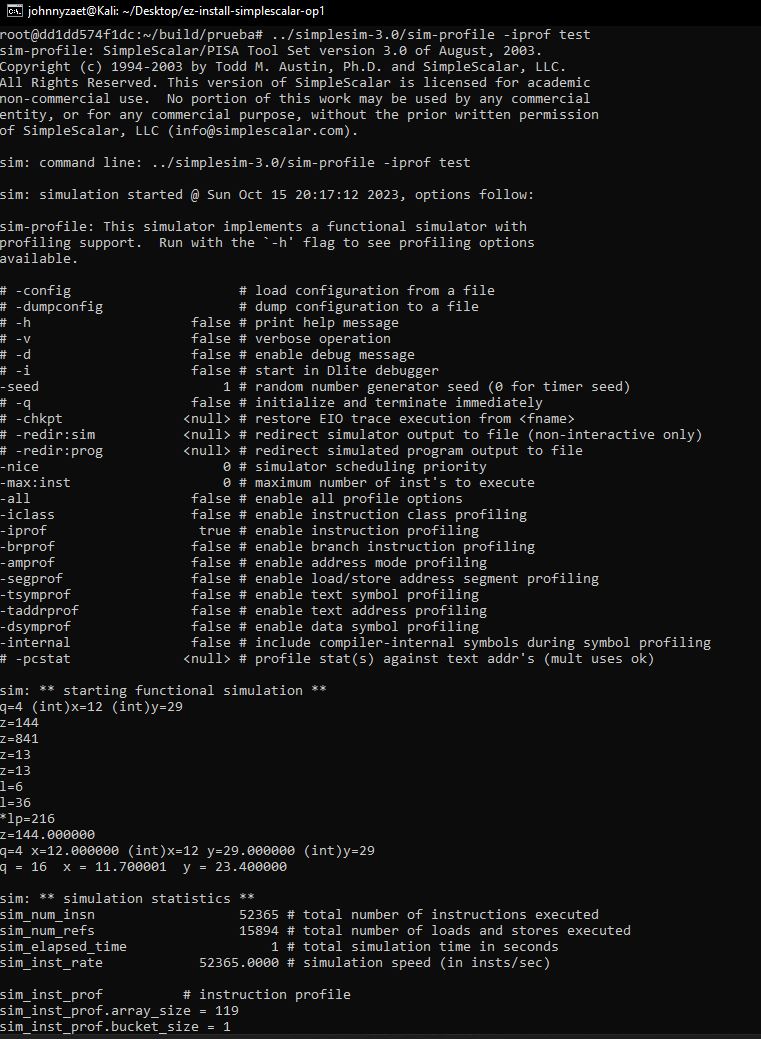 johnnyzaet@Kali: ~/Desktop/ez-install-simplescalar-op1
root@dd1dd574f1dc:~/build/prueba# ../simplesim-3.0/sim-profile -iprof test
sim-profile: SimpleScalar/PISA Tool Set version 3.0 of August, 2003.
Copyright (c) 1994-2003 by Todd M. Austin, Ph.D. and SimpleScalar, LLC.
All Rights Reserved. This version of SimpleScalar is licensed for academic
non-commercial use.  No portion of this work may be used by any commercial
entity, or for any commercial purpose, without the prior written permission
of SimpleScalar, LLC (info@simplescalar.com).
sim: command line: ../simplesim-3.0/sim-profile -iprof test
sim: simulation started @ Sun Oct 15 20:17:12 2023, options follow:
sim-profile: This simulator implements a functional simulator with
profiling support.  Run with the `-h' flag to see profiling options
available.
# -config                     # load configuration from a file
# -dumpconfig                 # dump configuration to a file
# -h                    false # print help message
# -v                    false # verbose operation
# -d                    false # enable debug message
# -i                    false # start in Dlite debugger
-seed                       1 # random number generator seed (0 for timer seed)
# -q                    false # initialize and terminate immediately
# -chkpt               <null> # restore EIO trace execution from <fname>
# -redir:sim           <null> # redirect simulator output to file (non-interactive only)
# -redir:prog          <null> # redirect simulated program output to file
-nice                       0 # simulator scheduling priority
-max:inst                   0 # maximum number of inst's to execute
-all                    false # enable all profile options
-iclass                 false # enable instruction class profiling
-iprof                   true # enable instruction profiling
-brprof                 false # enable branch instruction profiling
-amprof                 false # enable address mode profiling
-segprof                false # enable load/store address segment profiling
-tsymprof               false # enable text symbol profiling
-taddrprof              false # enable text address profiling
-dsymprof               false # enable data symbol profiling
-internal               false # include compiler-internal symbols during symbol profiling
# -pcstat              <null> # profile stat(s) against text addr's (mult uses ok)
sim: ** starting functional simulation **
q=4 (int)x=12 (int)y=29
z=144
z=841
z=13
z=13
l=6
l=36
*lp=216
z=144.000000
q=4 x=12.000000 (int)x=12 y=29.000000 (int)y=29
q = 16  x = 11.700001  y = 23.400000
sim: ** simulation statistics **
sim_num_insn                  52365 # total number of instructions executed
sim_num_refs                  15894 # total number of loads and stores executed
sim_elapsed_time                  1 # total simulation time in seconds
sim_inst_rate            52365.0000 # simulation speed (in insts/sec)
sim_inst_prof          # instruction profile
sim_inst_prof.array_size = 119
sim_inst_prof.bucket_size = 1